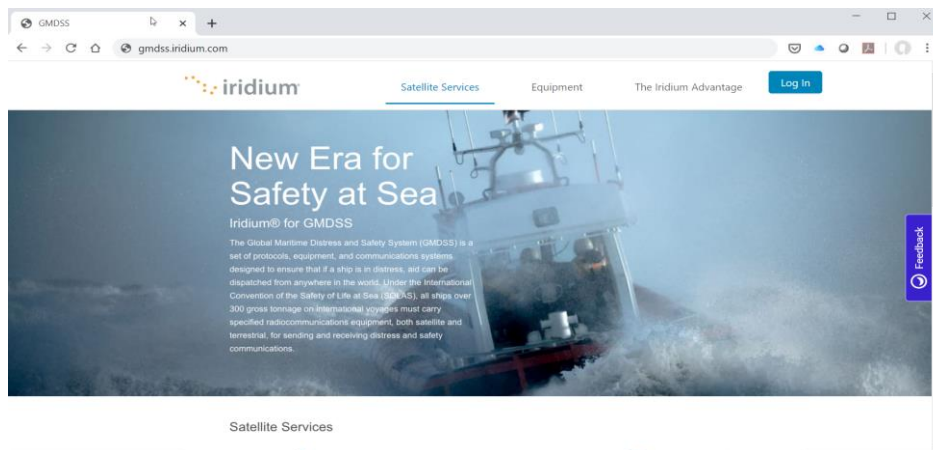 GMDSS
gmdss.iridium.com
iridium
Satellite Services
Equipment
The Iridium Advantage
Log In
New Era for
Safety at Sea
Iridium® for GMDSS
The Global Maritime Distress and Safety System (GMDSS) is a
set of protocols, equipment, and communications systems
designed to ensure that if a ship is in distress, aid can be
dispatched from anywhere in the world. Under the International
Convention of the Safety of Life at Sea (SOLAS), all ships over
300 gross tonnage on international voyages must carry
specified radiocommunications equipment, both satellite and
terrestrial, for sending and receiving distress and safety
communications.
Feedback
Satellite Services